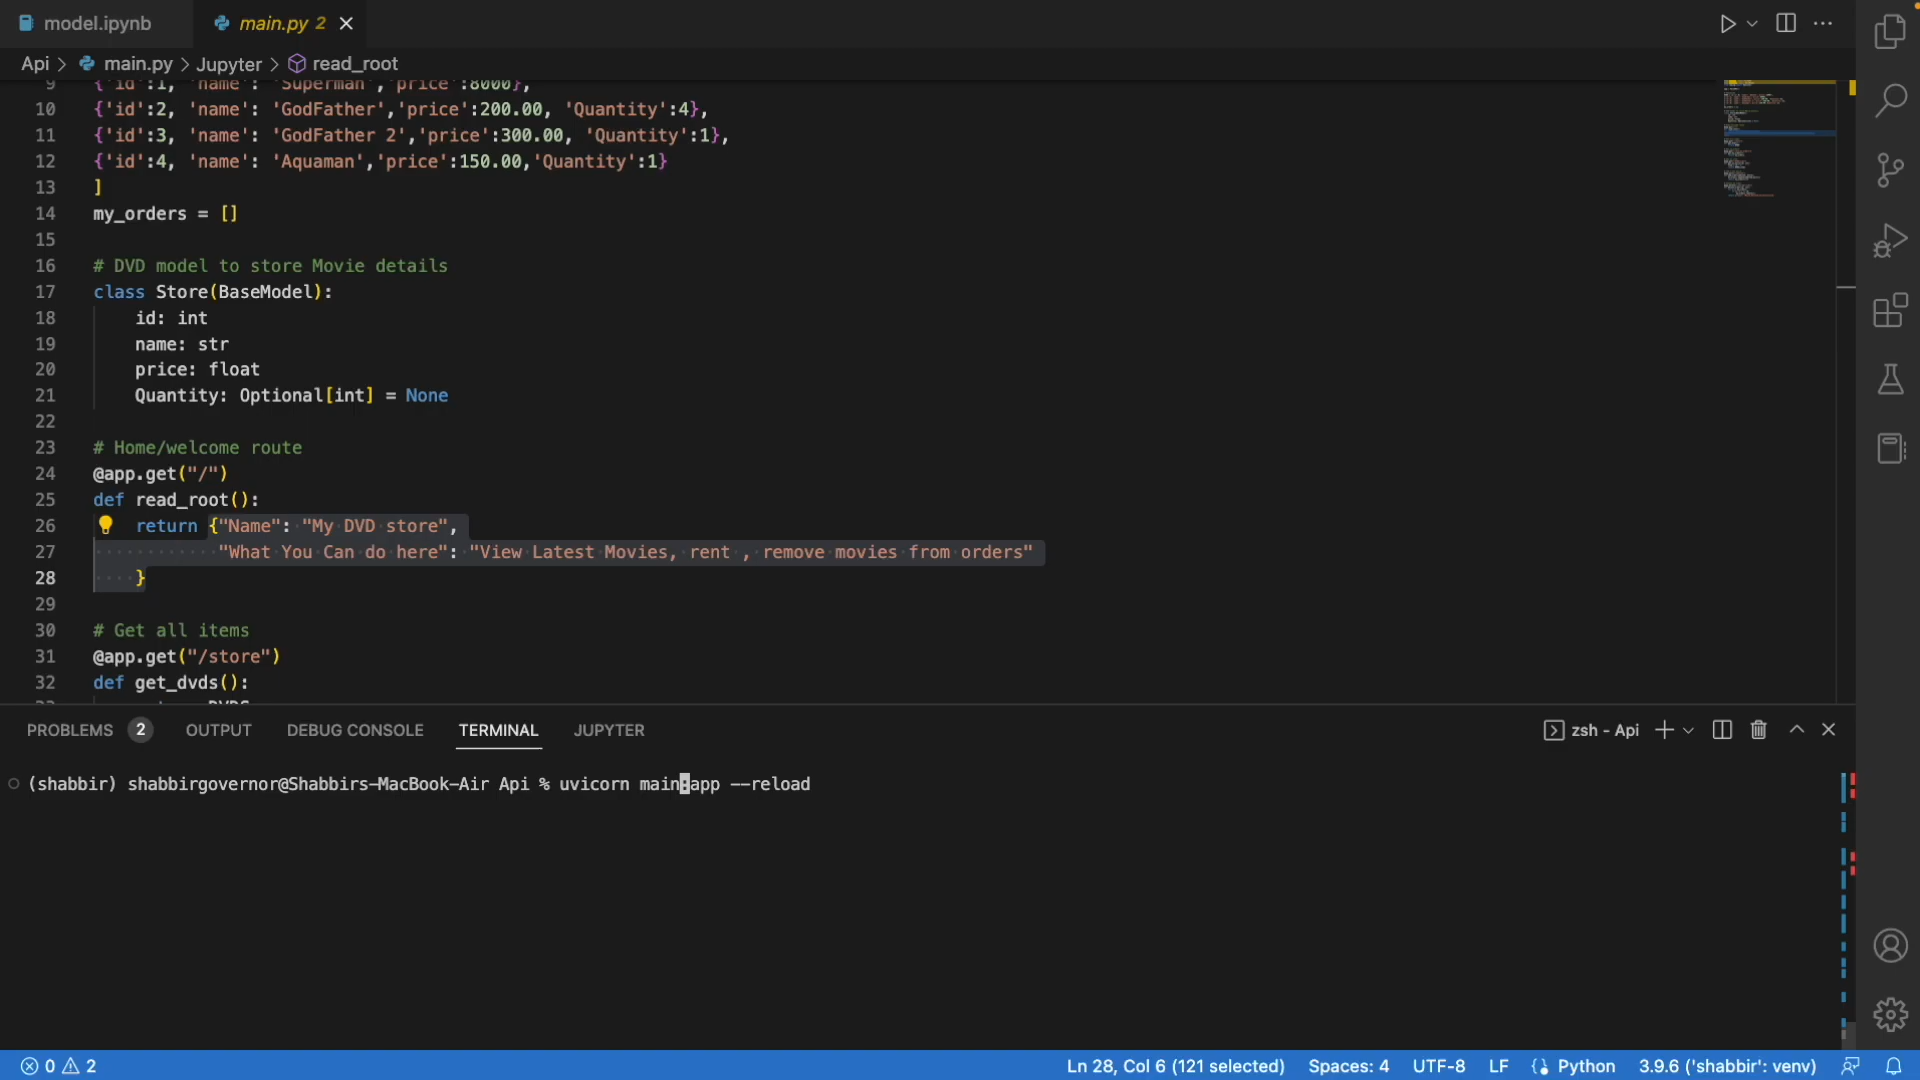 model.ipynb
main.py 2
Api > main.py > Jupyter > read_root
9 {'id':1, 'name': 'Superman','price':8000},
10 {'id':2, 'name': 'GodFather','price':200.00, 'Quantity':4},
11 {'id':3, 'name': 'GodFather 2','price':300.00, 'Quantity':1},
12 {'id':4, 'name': 'Aquaman','price':150.00,'Quantity':1}
13 ]
14 my_orders = []
15
16 # DVD model to store Movie details
17 class Store(BaseModel):
18 id: int
19 name: str
20 price: float
21 Quantity: Optional[int] = None
22
23 # Home/welcome route
24 @app.get("/")
25 def read_root():
26 return {"Name": "My DVD store",
27 "What You Can do here": "View Latest Movies, rent , remove movies from orders"
28 }
29
30 # Get all items
31 @app.get("/store")
32 def get_dvds():
PROBLEMS 2 OUTPUT DEBUG CONSOLE TERMINAL JUPYTER
zsh - Api
(shabbir) shabbirgovernor@Shabbirs-MacBook-Air Api % uvicorn main:app --reload
0 2
Ln 28, Col 6 (121 selected) Spaces: 4 UTF-8 LF Python 3.9.6 ('shabbir': venv)